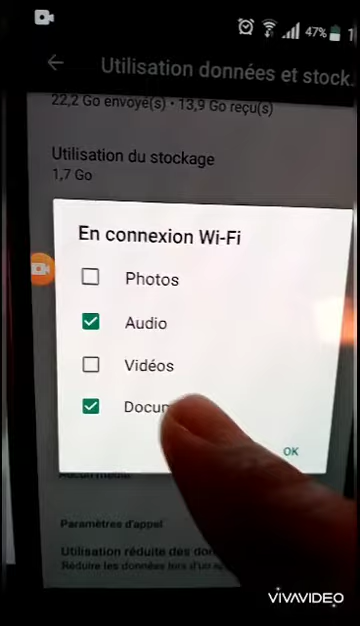 47%
Utilisation données et stock.
22,2 Go envoyé(s) • 13,9 Go reçu(s)
Utilisation du stockage
1,7 Go
En connexion Wi-Fi
Photos
Audio
Vidéos
OK
Aucun média
Paramètres d'appel
Utilisation réduite des
Réduire les données lors d'un
VIVAVIDEO